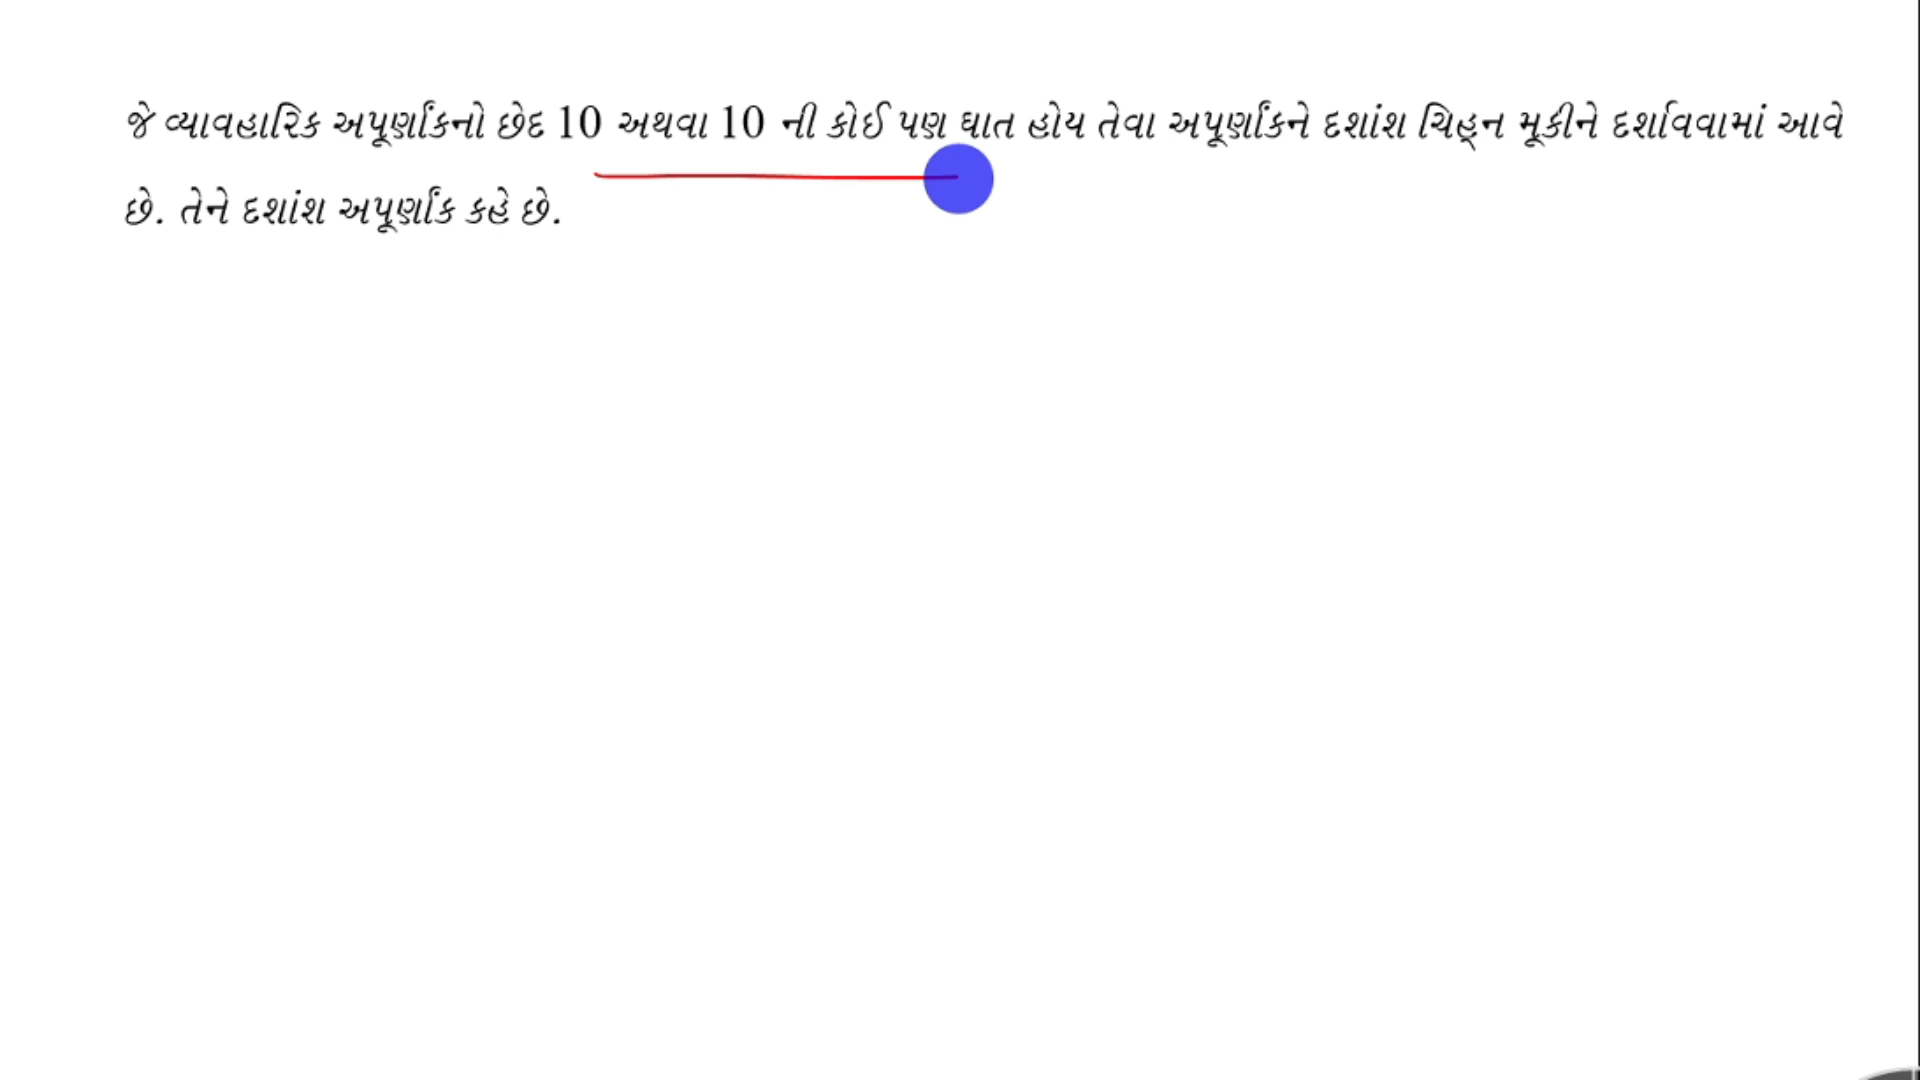 જે વ્યાવહારિક અપૂર્ણાંકનો છેદ 10 અથવા 10 ની કોઈ પણ ઘાત હોય તેવા અપૂર્ણાંકને દશાંશ ચિહ્ન મૂકીને દર્શાવવામાં આવે
છે. તેને દશાંશ અપૂર્ણાંક કહે છે.